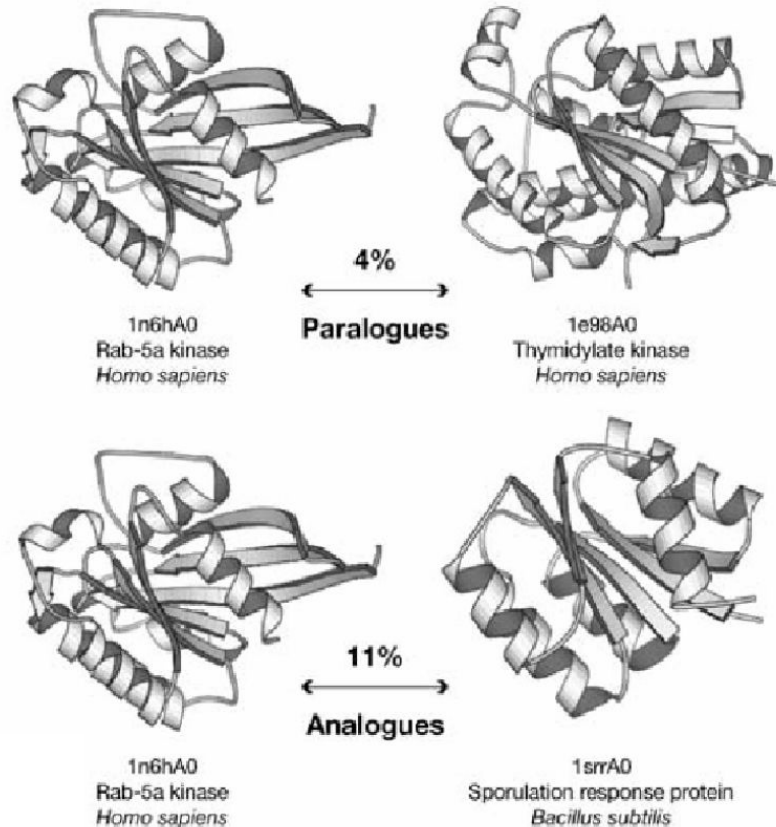 4%
Paralogues
1n6hA0
Rab-5a kinase
Homo sapiens
1e98A0
Thymidylate kinase
Homo sapiens
11%
Analogues
1n6hA0
Rab-5a kinase
Homo sapiens
1srrA0
Sporulation response protein
Bacillus subtilis